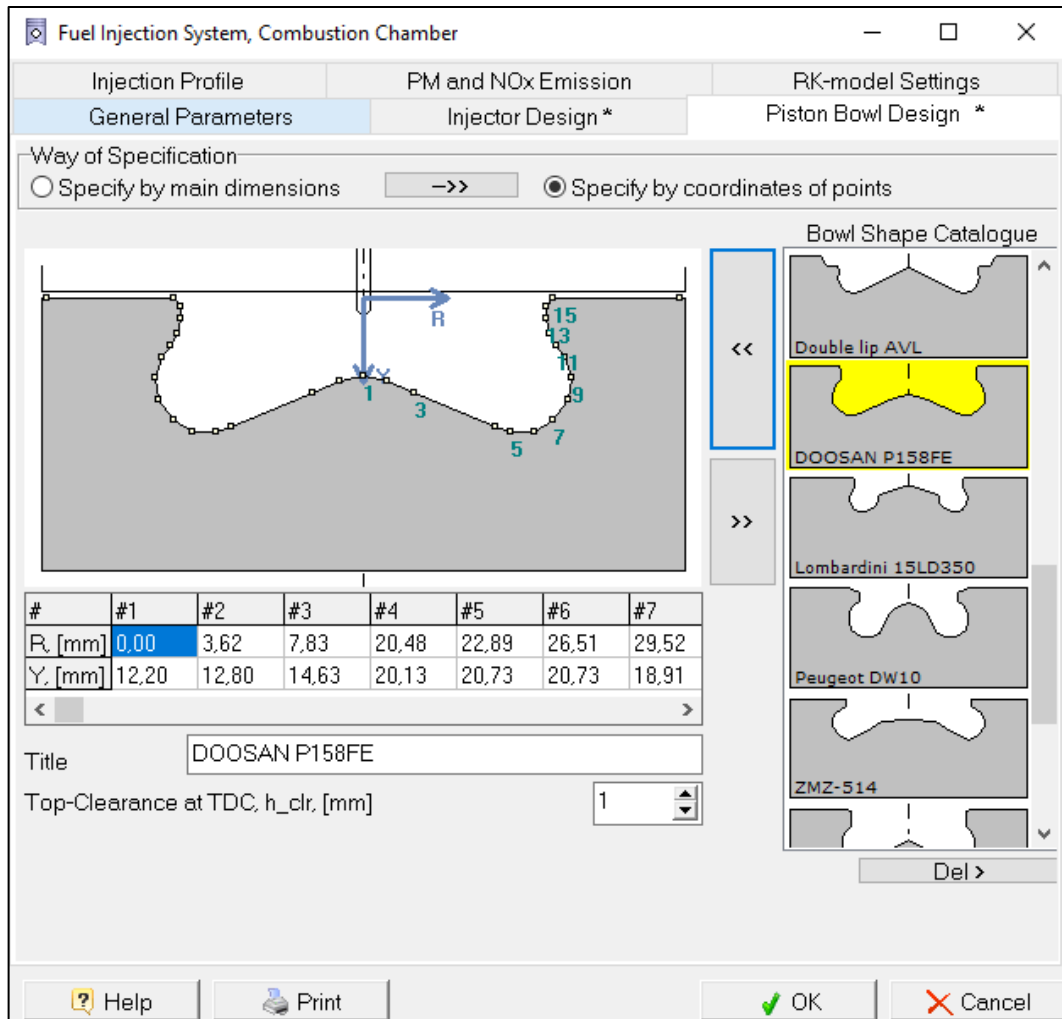 Fuel Injection System, Combustion Chamber
Injection Profile PM and NOx Emission RK-model Settings
General Parameters Injector Design * Piston Bowl Design *
Way of Specification
Specify by main dimensions –>> Specify by coordinates of points
Bowl Shape Catalogue
R
Y
1
3
5
7
9
11
13
15
<<
>>
Double lip AVL
DOOSAN P158FE
Lombardini 15LD350
Peugeot DW10
ZMZ-514
Del >
# #1 #2 #3 #4 #5 #6 #7
R, [mm] 0,00 3,62 7,83 20,48 22,89 26,51 29,52
Y, [mm] 12,20 12,80 14,63 20,13 20,73 20,73 18,91
< >
Title DOOSAN P158FE
Top-Clearance at TDC, h_clr, [mm] 1
Help Print OK Cancel